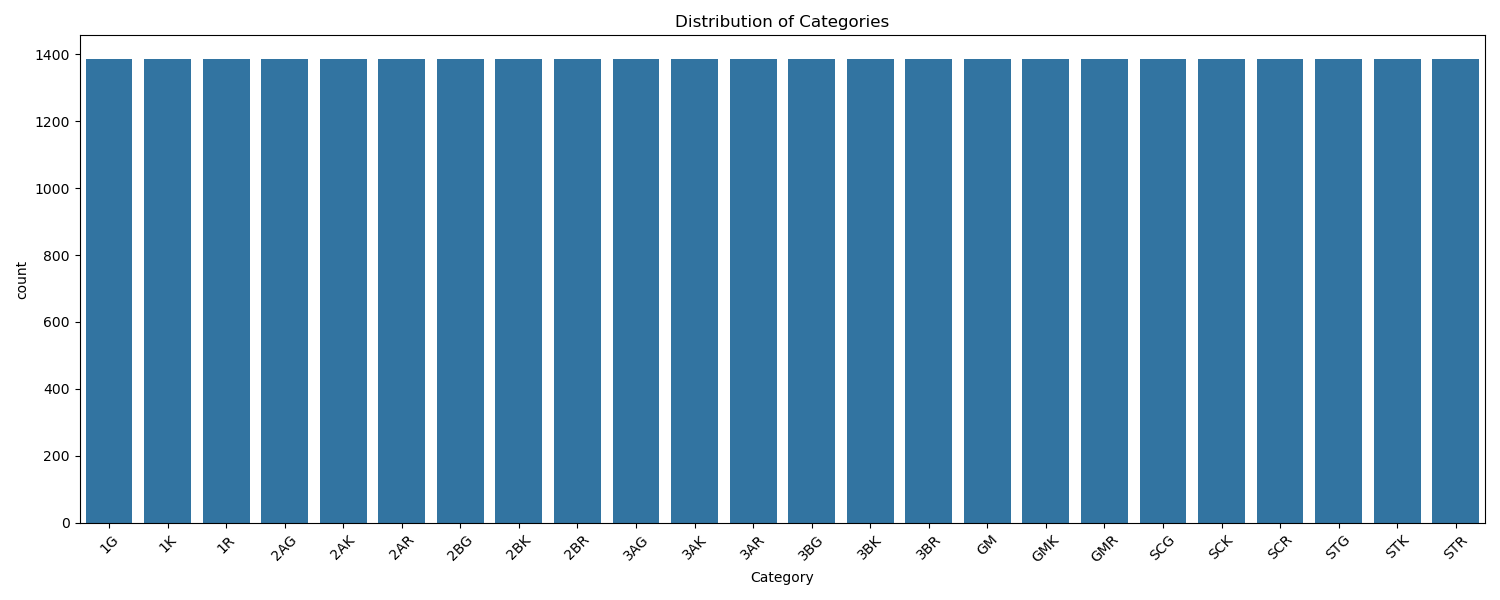 Distribution of Categories
1400
1200
1000
800
600
400
200
0
count
1G 1K 1R 2AG 2AK 2AR 2BG 2BK 2BR 3AG 3AK 3AR 3BG 3BK 3BR GM GMK GMR SCG SCK SCR STG STK STR
Category